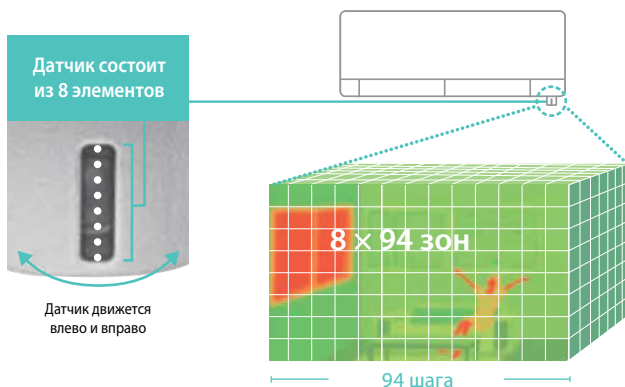 Датчик состоит
из 8 элементов
8 × 94 зон
Датчик движется
влево и вправо
94 шага